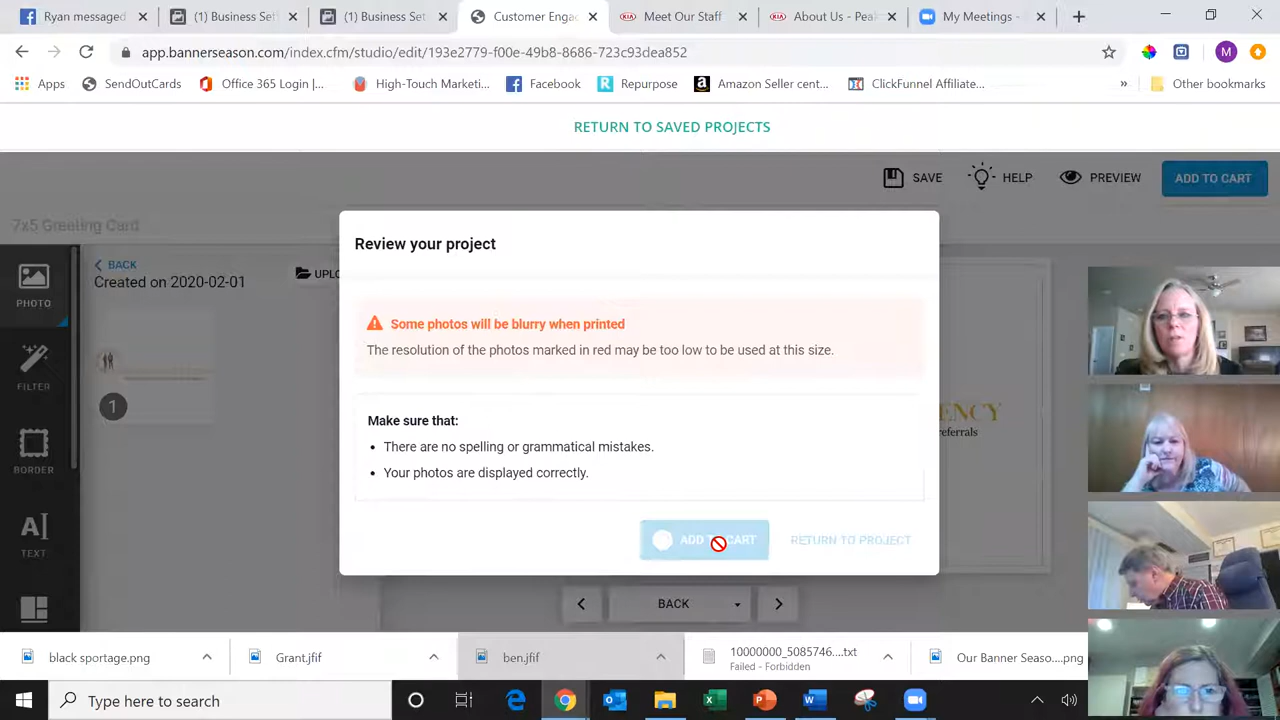 Ryan messaged
(1) Business Set
(1) Business Set
Customer Enga
Meet Our Staff
About Us - Peak
My Meetings -
app.bannerseason.com/index.cfm/studio/edit/193e2779-f00e-49b8-8686-723c93dea852
M
Apps
SendOutCards
Office 365 Login |...
High-Touch Marketi...
Facebook
Repurpose
Amazon Seller cent...
ClickFunnel Affiliate...
»
Other bookmarks
RETURN TO SAVED PROJECTS
SAVE
HELP
PREVIEW
ADD TO CART
7x5 Greeting Card
BACK
Created on 2020-02-01
UPLO
PHOTO
FILTER
BORDER
TEXT
1
Review your project
Some photos will be blurry when printed
The resolution of the photos marked in red may be too low to be used at this size.
Make sure that:
• There are no spelling or grammatical mistakes.
• Your photos are displayed correctly.
ADD TO CART
RETURN TO PROJECT
ENCY
referrals
BACK
black sportage.png
Grant.jfif
ben.jfif
10000000_5085746....txt
Failed - Forbidden
Our Banner Seaso....png
Type here to search